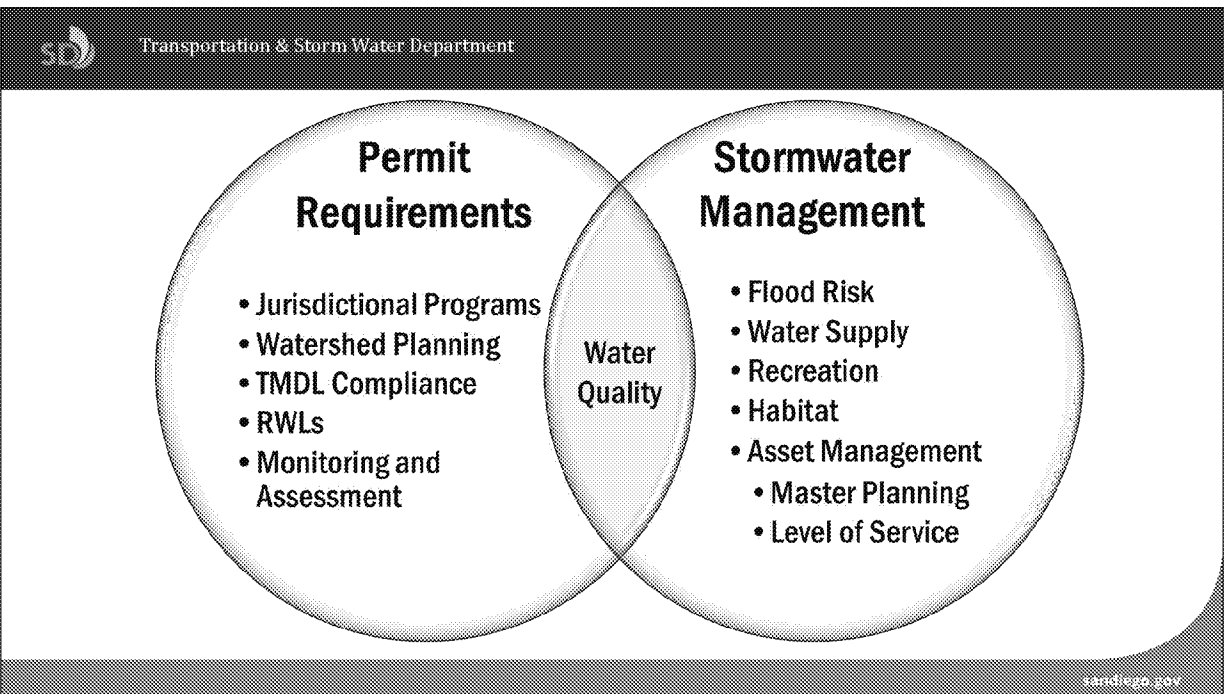 SD
Transportation & Storm Water Department
Permit
Requirements
• Jurisdictional Programs
• Watershed Planning
• TMDL Compliance
• RWLs
• Monitoring and
Assessment
Water
Quality
Stormwater
Management
• Flood Risk
• Water Supply
• Recreation
• Habitat
• Asset Management
• Master Planning
• Level of Service
sandiego.gov